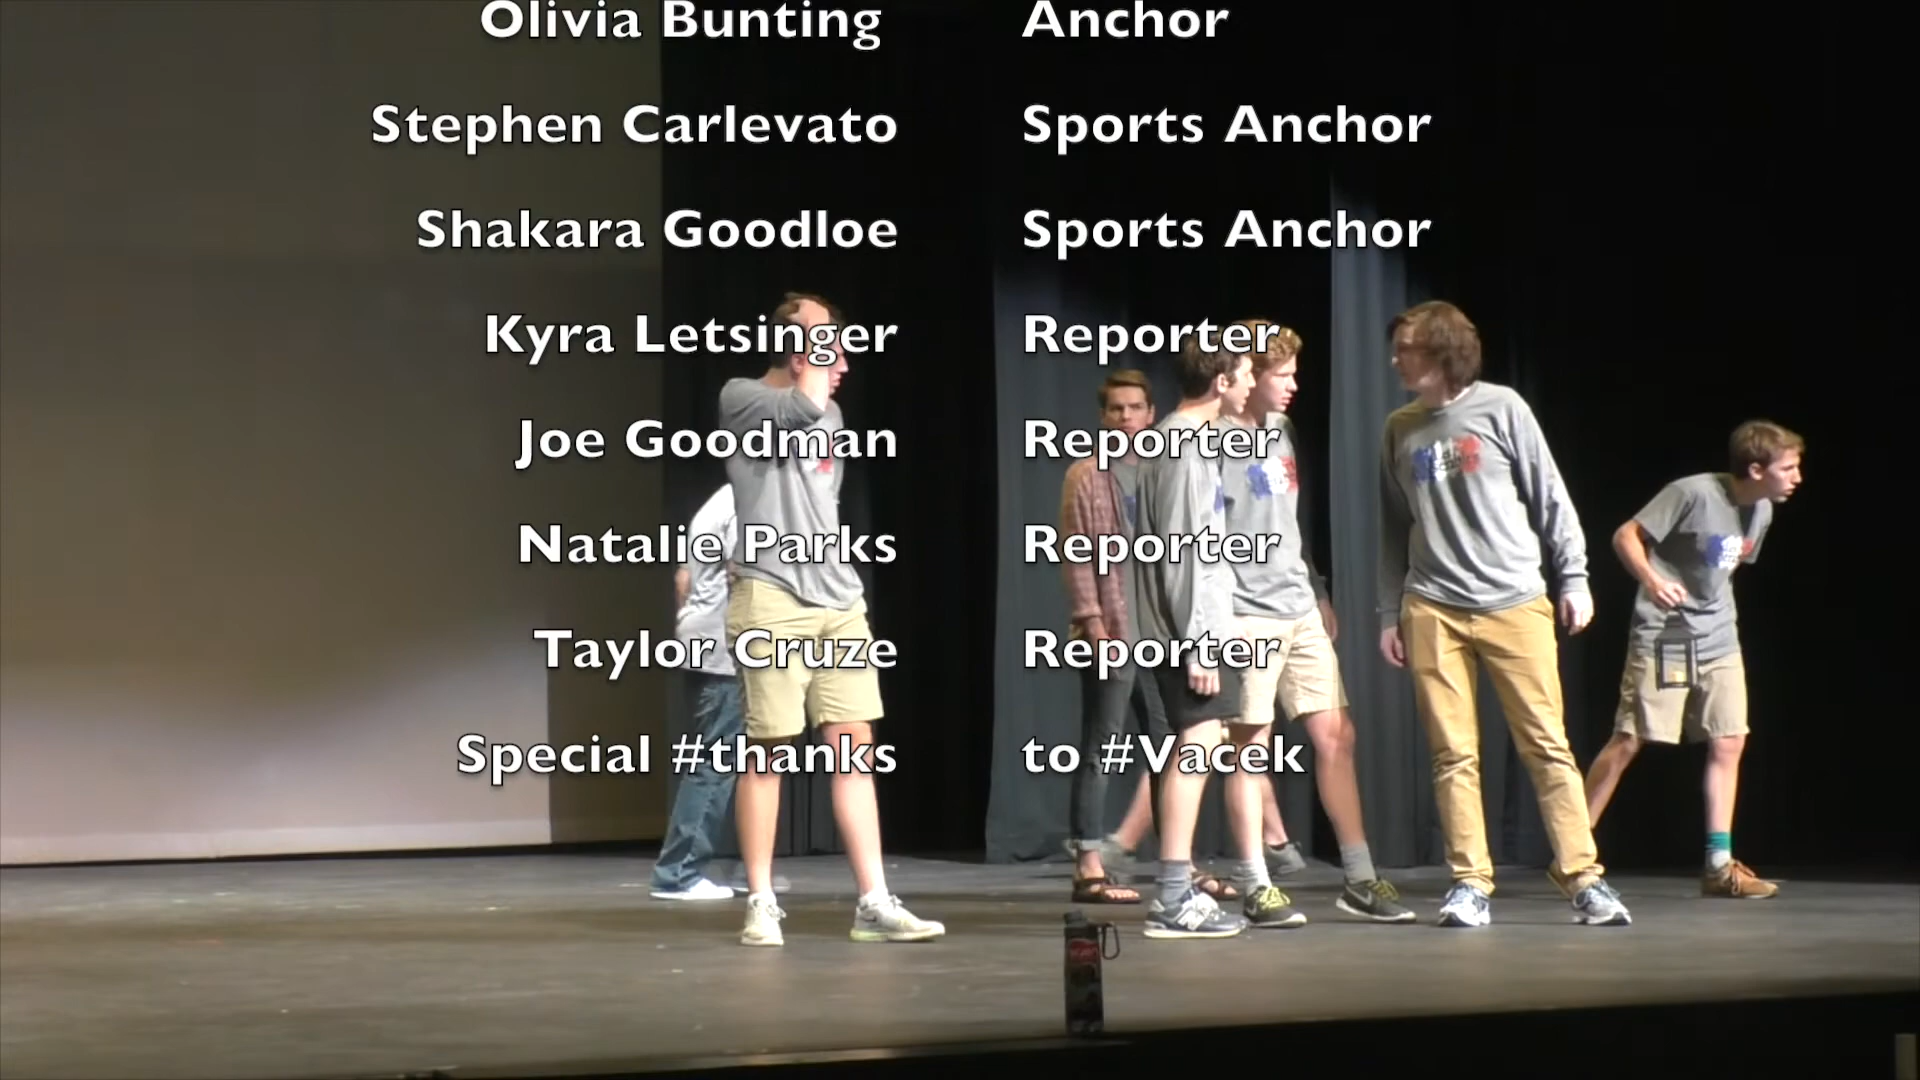 Olivia Bunting Anchor
Stephen Carlevato Sports Anchor
Shakara Goodloe Sports Anchor
Kyra Letsinger Reporter
Joe Goodman Reporter
Natalie Parks Reporter
Taylor Cruze Reporter
Special #thanks to #Vacek